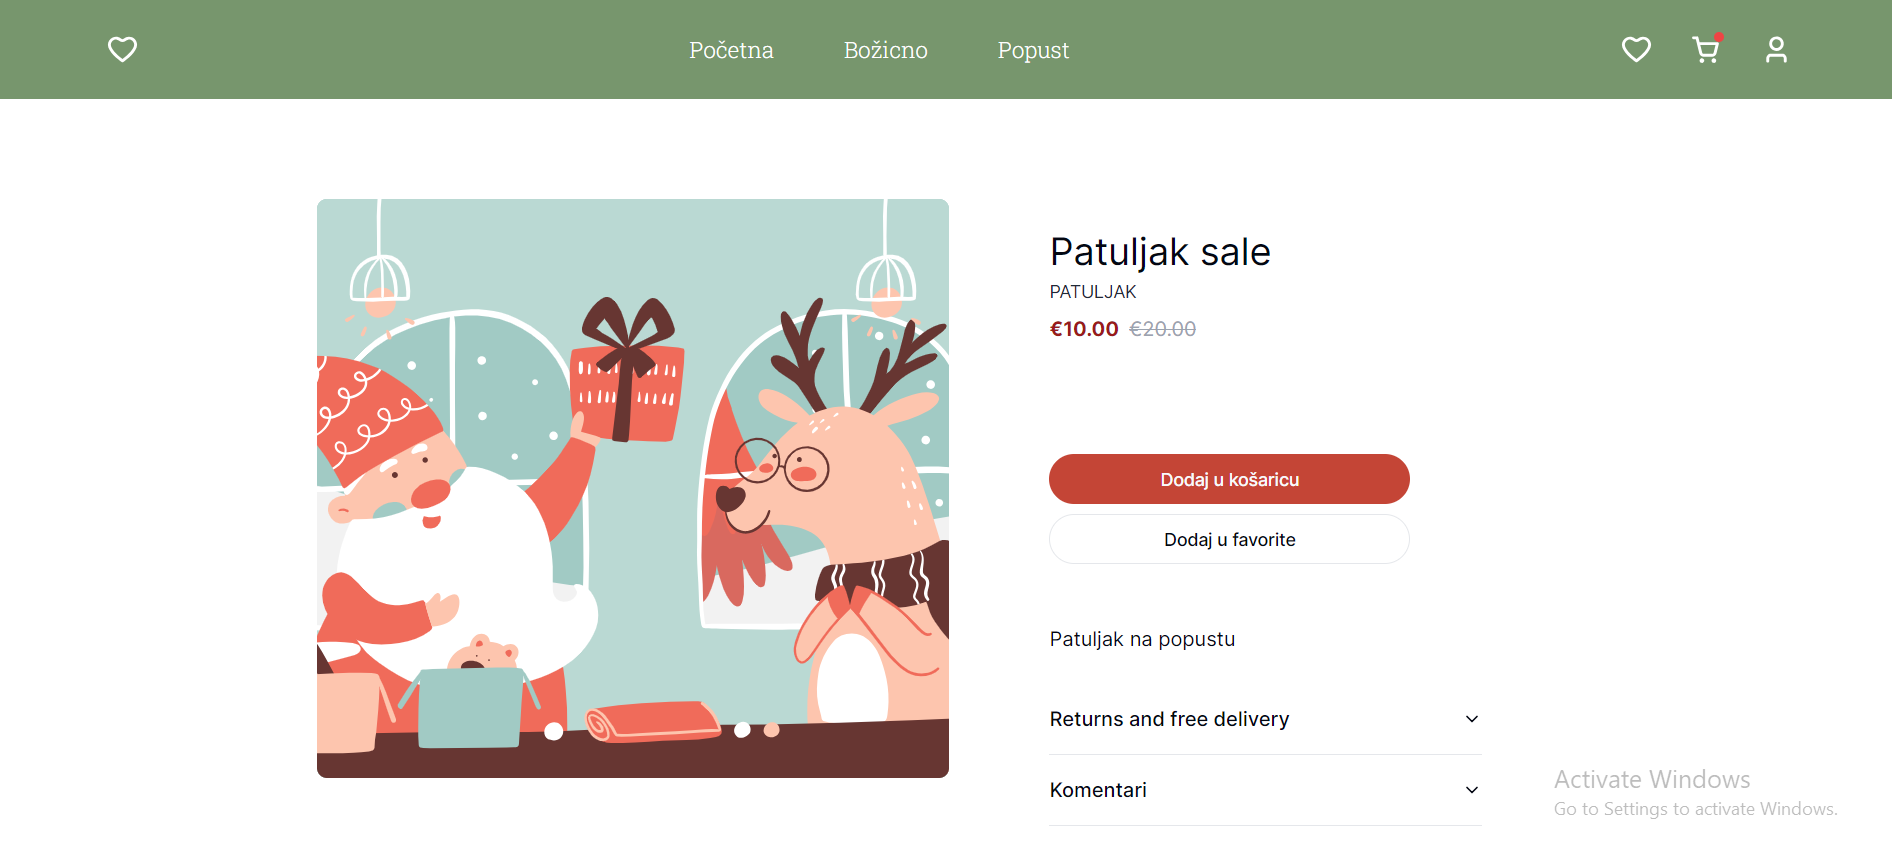 Početna Božicno Popust
Patuljak sale
PATULJAK
€10.00 €20.00
Dodaj u košaricu
Dodaj u favorite
Patuljak na popustu
Returns and free delivery
Komentari
Activate Windows
Go to Settings to activate Windows.